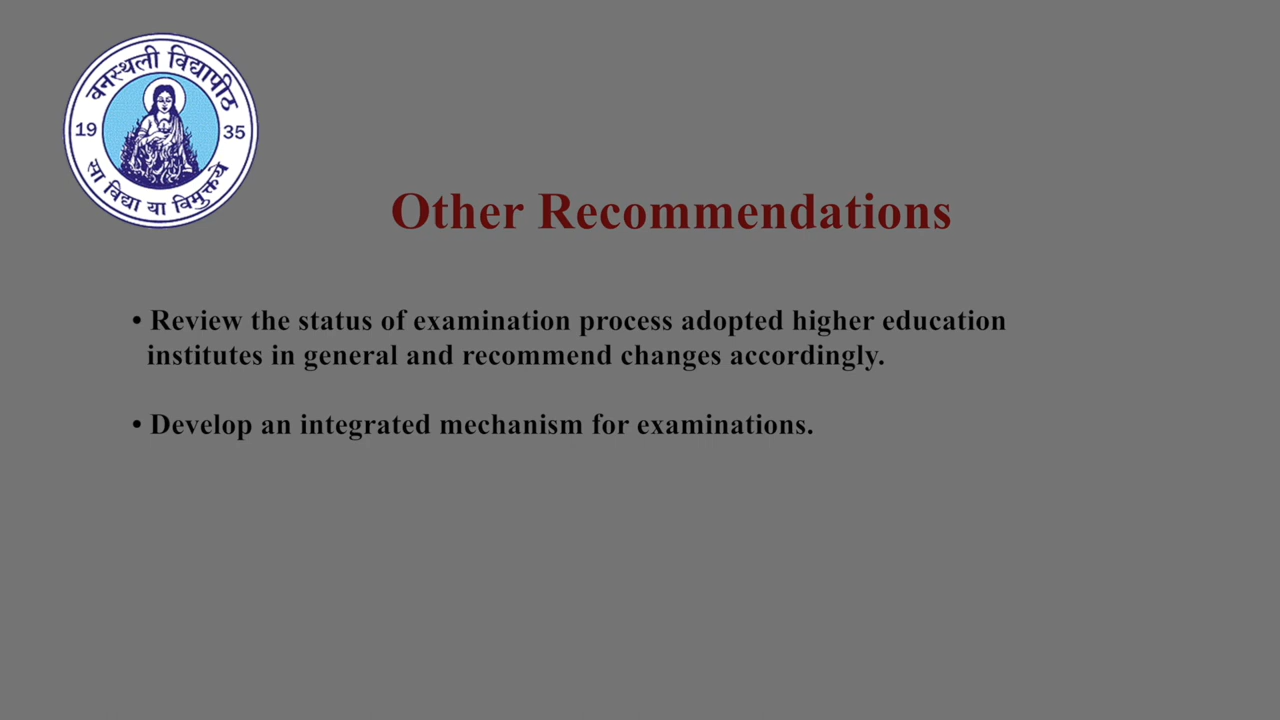 वनस्थली विद्यापीठ
19 35
सा विद्या या विमुक्तये
Other Recommendations
• Review the status of examination process adopted higher education
institutes in general and recommend changes accordingly.
• Develop an integrated mechanism for examinations.